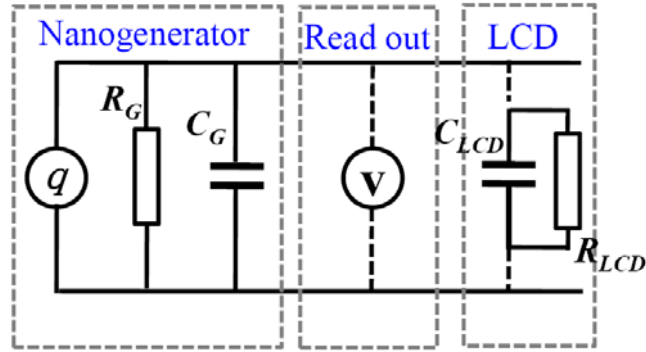 Nanogenerator
Read out
LCD
R_G
C_G
C_LCD
q
V
R_LCD